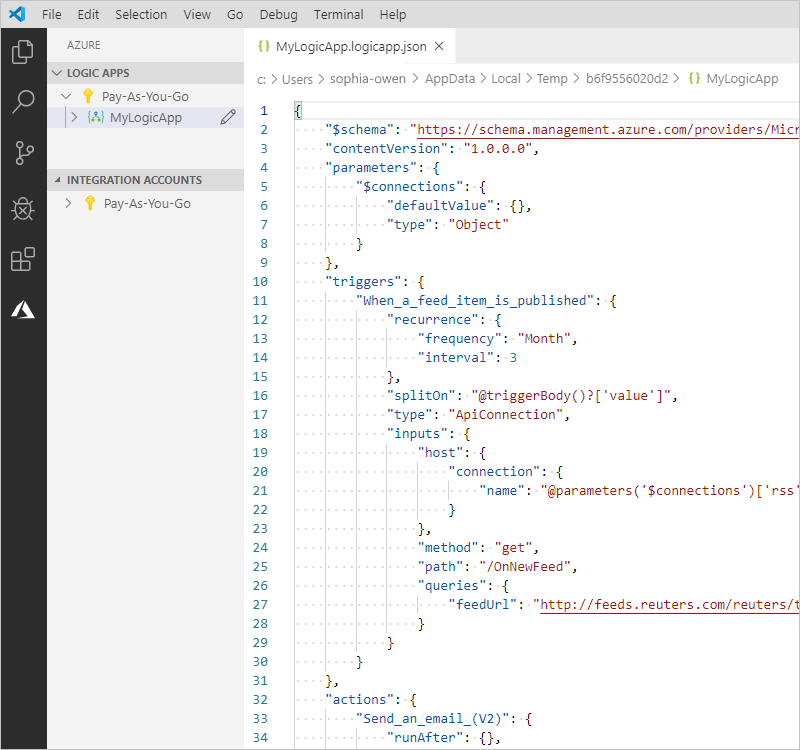 File Edit Selection View Go Debug Terminal Help
AZURE
LOGIC APPS
Pay-As-You-Go
MyLogicApp
INTEGRATION ACCOUNTS
Pay-As-You-Go
{} MyLogicApp.logicapp.json ×
c: > Users > sophia-owen > AppData > Local > Temp > b6f9556020d2 > {} MyLogicApp
1 {
2 "$schema": "https://schema.management.azure.com/providers/Micr
3 "contentVersion": "1.0.0.0",
4 "parameters": {
5 "$connections": {
6 "defaultValue": {},
7 "type": "Object"
8 }
9 },
10 "triggers": {
11 "When_a_feed_item_is_published": {
12 "recurrence": {
13 "frequency": "Month",
14 "interval": 3
15 },
16 "splitOn": "@triggerBody()?['value']",
17 "type": "ApiConnection",
18 "inputs": {
19 "host": {
20 "connection": {
21 "name": "@parameters('$connections')['rss'
22 }
23 },
24 "method": "get",
25 "path": "/OnNewFeed",
26 "queries": {
27 "feedUrl": "http://feeds.reuters.com/reuters/t
28 }
29 }
30 }
31 },
32 "actions": {
33 "Send_an_email_(V2)": {
34 "runAfter": {},